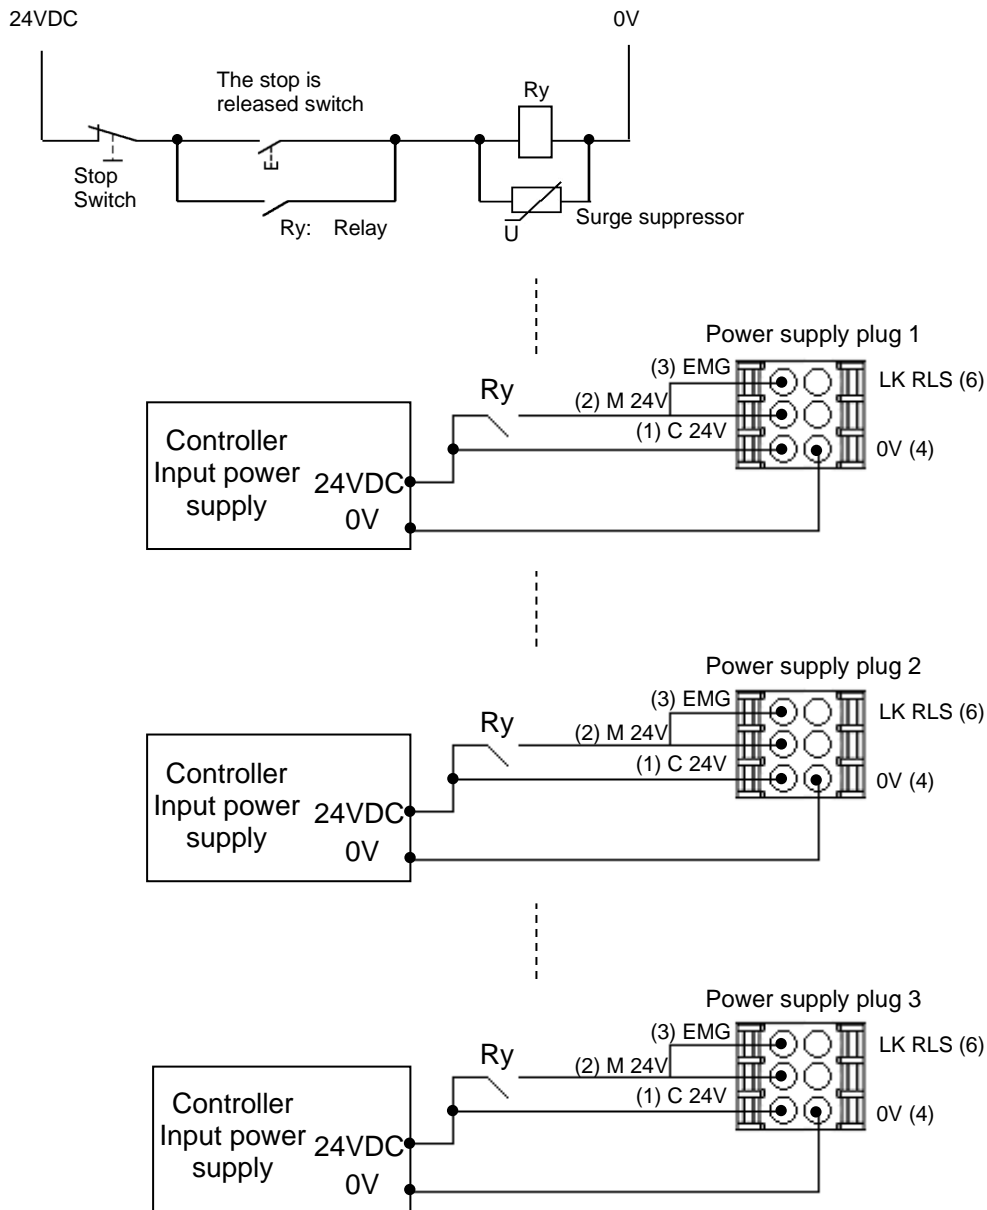 24VDC
0V
The stop is
released switch
Ry
Stop
Switch
Ry: Relay
Surge suppressor
U
Power supply plug 1
(3) EMG
LK RLS (6)
Ry
(2) M 24V
(1) C 24V
0V (4)
Controller
Input power
supply
24VDC
0V
Power supply plug 2
(3) EMG
LK RLS (6)
Ry
(2) M 24V
(1) C 24V
0V (4)
Controller
Input power
supply
24VDC
0V
Power supply plug 3
(3) EMG
LK RLS (6)
Ry
(2) M 24V
(1) C 24V
0V (4)
Controller
Input power
supply
24VDC
0V